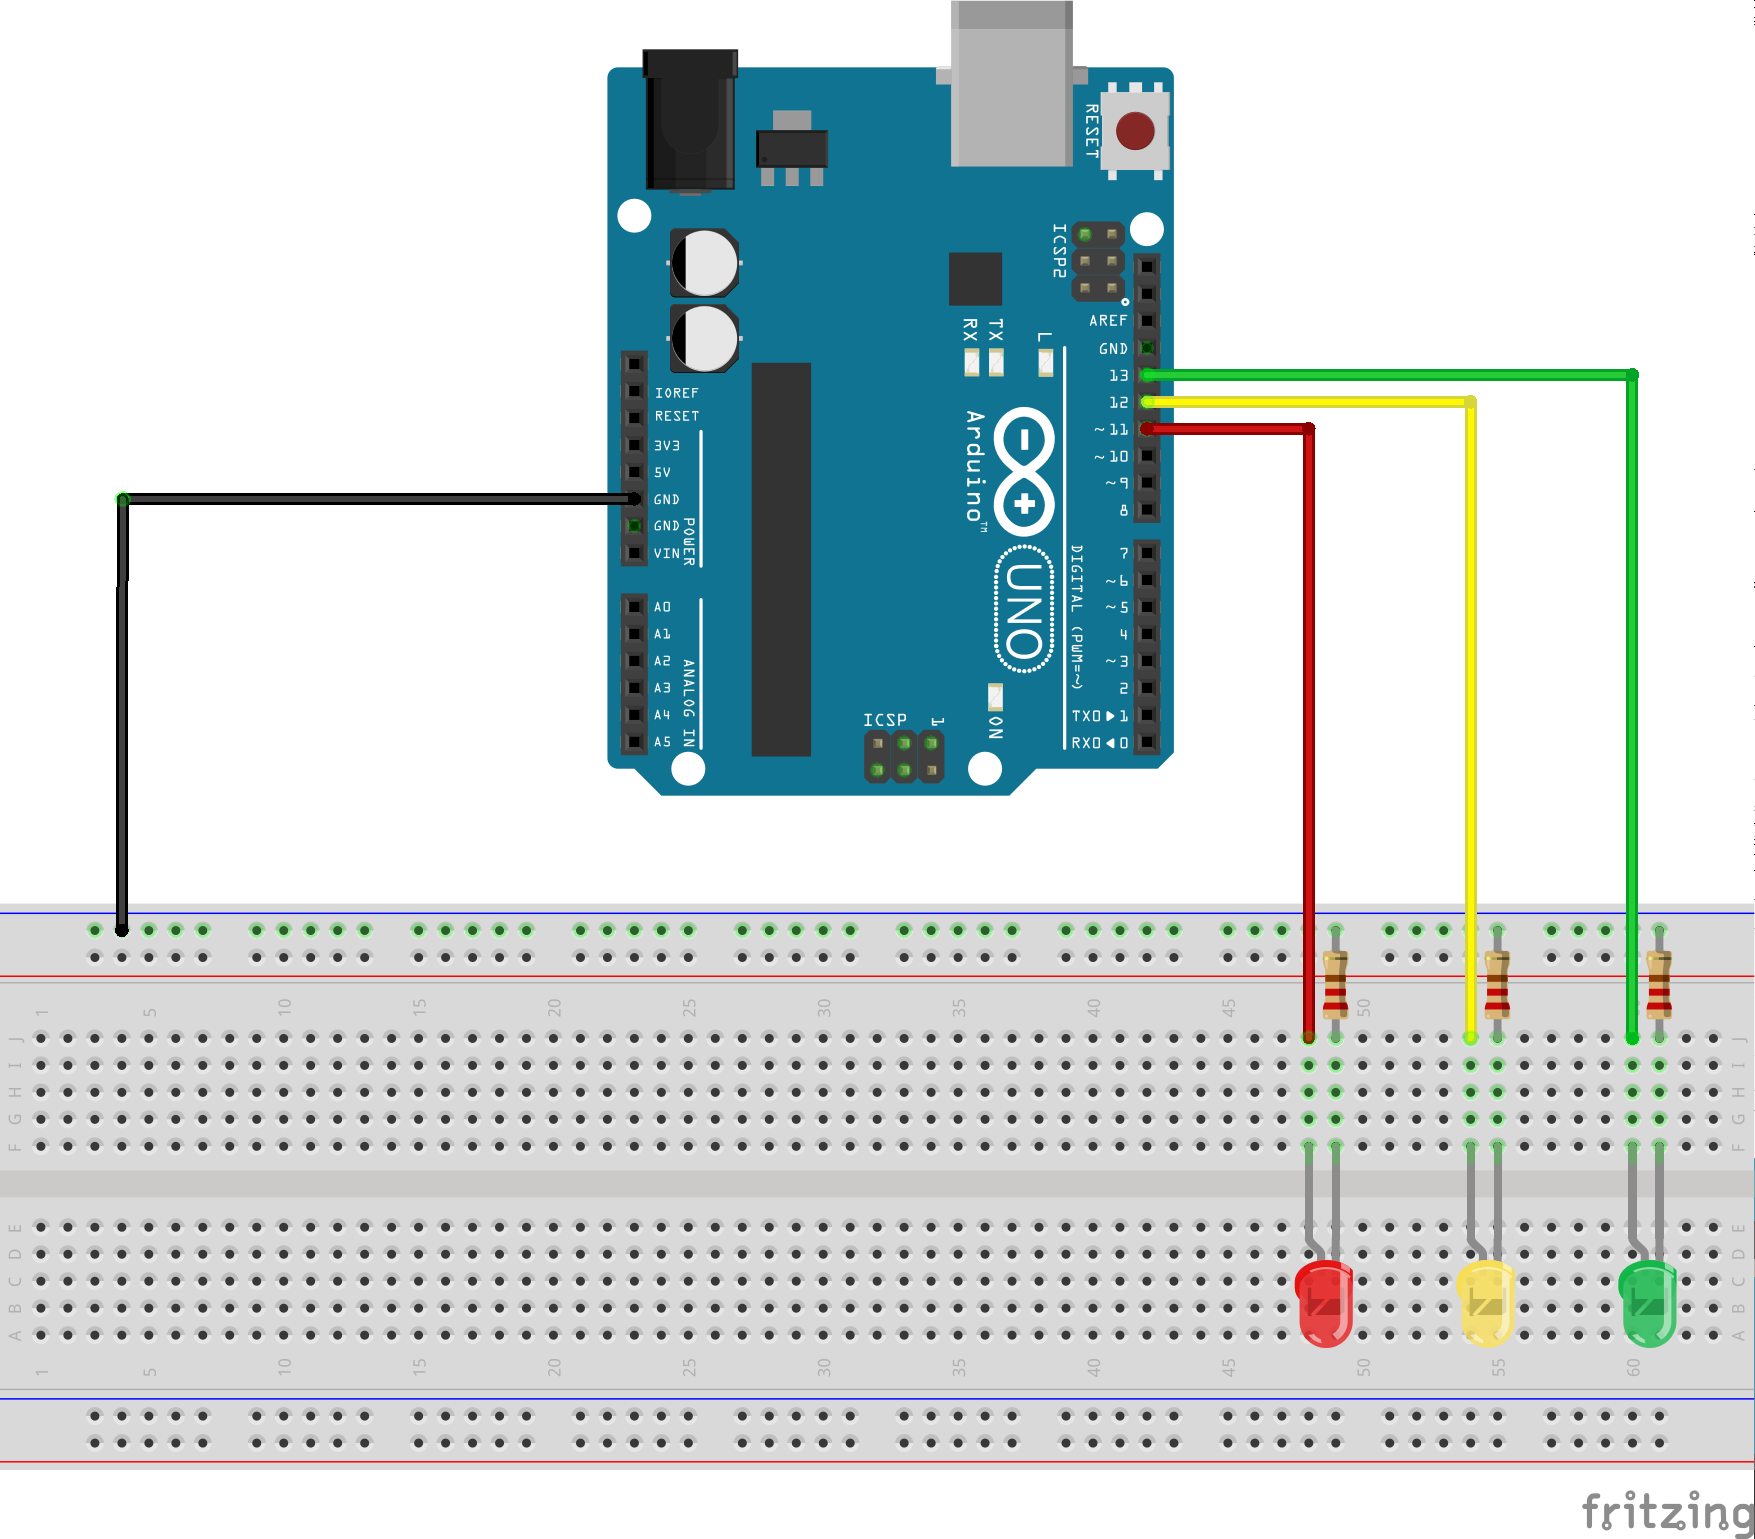 RESET
ICSP2
AREF
GND
RX
TX
L
13
12
~11
~10
~9
8
IOREF
RESET
3V3
5V
GND
GND
VIN
POWER
Arduino™
UNO
DIGITAL (PWM=~)
7
~6
~5
4
~3
2
TX0▶1
RX0◀0
A0
A1
A2
A3
A4
A5
ANALOG IN
ICSP
1
ON
1 5 10 15 20 25 30 35 40 45 50
J J
I I
H H
G G
F F
E E
D D
C C
B B
A A
1 5 10 15 20 25 30 35 40 45 50 55 60
fritzing